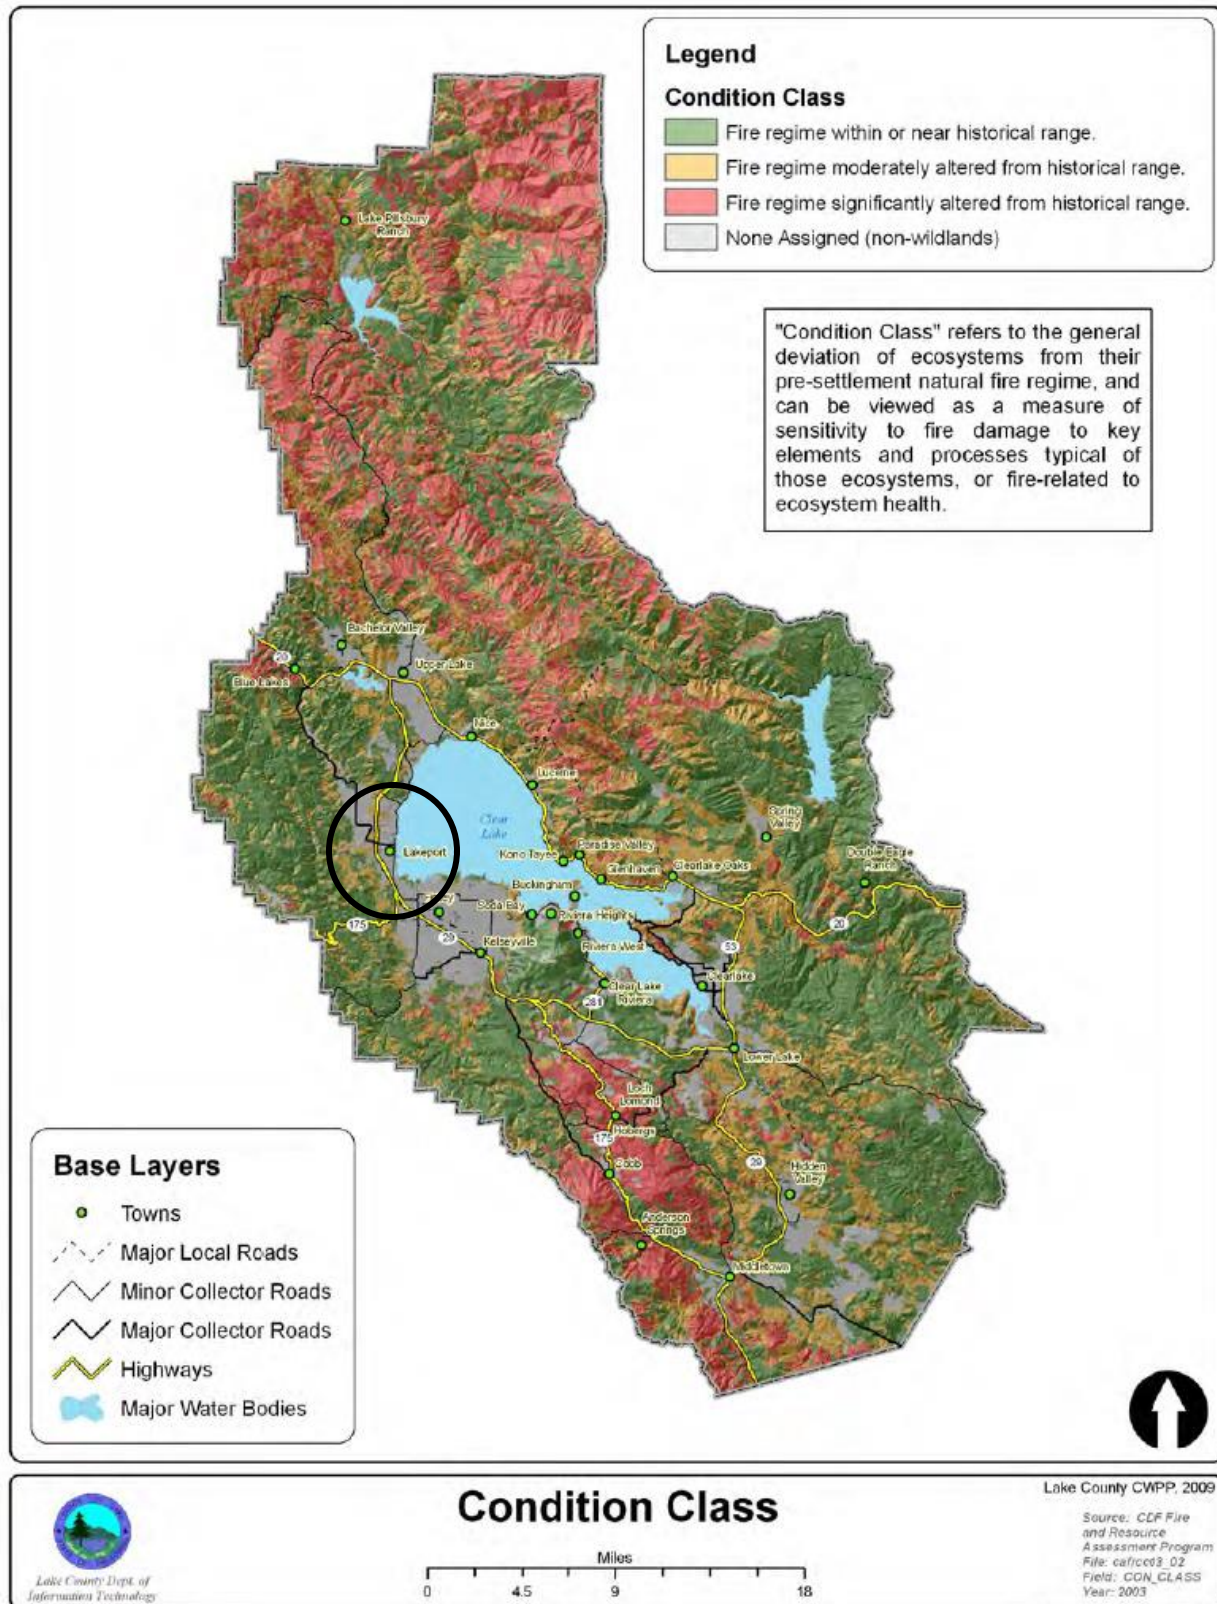 Legend
Condition Class
Fire regime within or near historical range.
Fire regime moderately altered from historical range.
Fire regime significantly altered from historical range.
None Assigned (non-wildlands)
"Condition Class" refers to the general
deviation of ecosystems from their
pre-settlement natural fire regime, and
can be viewed as a measure of
sensitivity to fire damage to key
elements and processes typical of
those ecosystems, or fire-related to
ecosystem health.
Lake Pillsbury
Ranch
Bachelor Valley
20
Blue Lakes
Upper Lake
Nice
Lucerne
Clear
Lake
Spring
Valley
Lakeport
Kono Tayee
Paradise Valley
Glenhaven
Clearlake Oaks
Double Eagle
Ranch
Buckingham
Soda Bay
Riviera Heights
175
29
Kelseyville
Riviera West
53
20
Clear Lake
Riviera
Clearlake
281
Lower Lake
Loch
Lomond
Hobergs
175
Cobb
29
Hidden
Valley
Anderson
Springs
Middletown
Base Layers
Towns
Major Local Roads
Minor Collector Roads
Major Collector Roads
Highways
Major Water Bodies
Lake County Dept. of
Information Technology
Condition Class
Miles
0 4.5 9 18
Lake County CWPP, 2009
Source: CDF Fire
and Resource
Assessment Program
File: cafrcc03_02
Field: CON_CLASS
Year: 2003